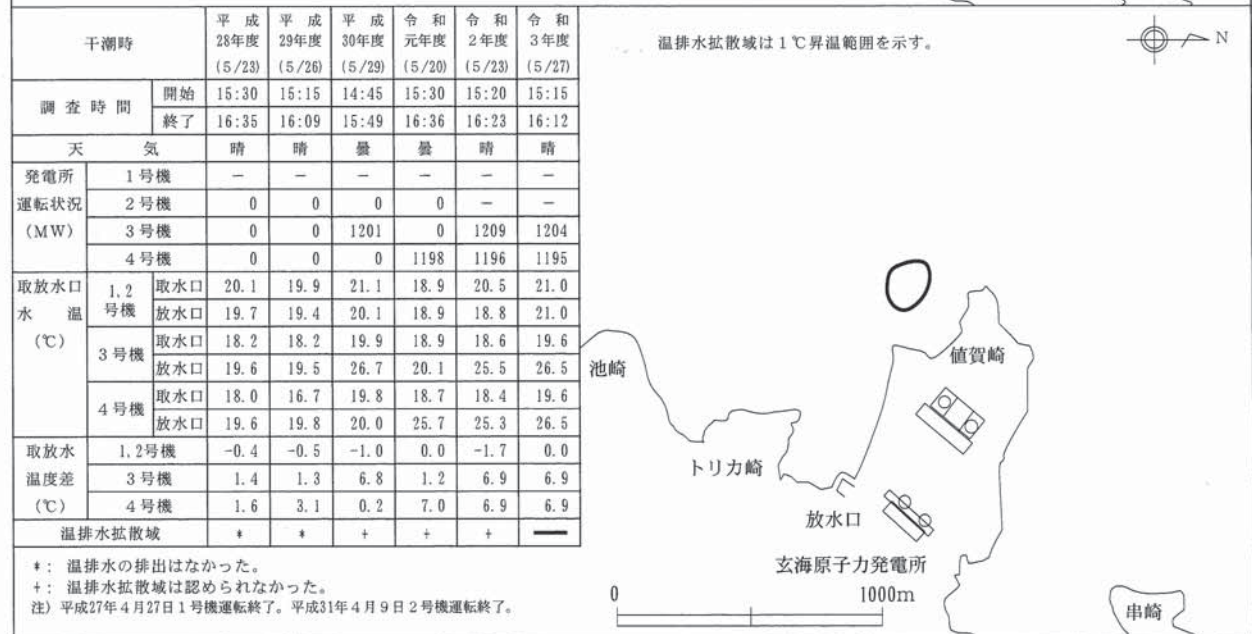 干潮時 平成28年度(5/23) 平成29年度(5/26) 平成30年度(5/29) 令和元年度(5/20) 令和2年度(5/23) 令和3年度(5/27)
調査時間 開始 15:30 15:15 14:45 15:30 15:20 15:15
終了 16:35 16:09 15:49 16:36 16:23 16:12
天気 晴 晴 曇 曇 晴 晴
発電所運転状況(MW) 1号機 − − − − − −
2号機 0 0 0 0 − −
3号機 0 0 1201 0 1209 1204
4号機 0 0 0 1198 1196 1195
取放水口水温(℃) 1,2号機 取水口 20.1 19.9 21.1 18.9 20.5 21.0
放水口 19.7 19.4 20.1 18.9 18.8 21.0
3号機 取水口 18.2 18.2 19.9 18.9 18.6 19.6
放水口 19.6 19.5 26.7 20.1 25.5 26.5
4号機 取水口 18.0 16.7 19.8 18.7 18.4 19.6
放水口 19.6 19.8 20.0 25.7 25.3 26.5
取放水温度差(℃) 1,2号機 −0.4 −0.5 −1.0 0.0 −1.7 0.0
3号機 1.4 1.3 6.8 1.2 6.9 6.9
4号機 1.6 3.1 0.2 7.0 6.9 6.9
温排水拡散域 * * + + +
*: 温排水の排出はなかった。
+: 温排水拡散域は認められなかった。
注) 平成27年4月27日1号機運転終了。平成31年4月9日2号機運転終了。
温排水拡散域は1℃昇温範囲を示す。
N
値賀崎
池崎
トリカ崎
放水口
玄海原子力発電所
0 1000m
串崎